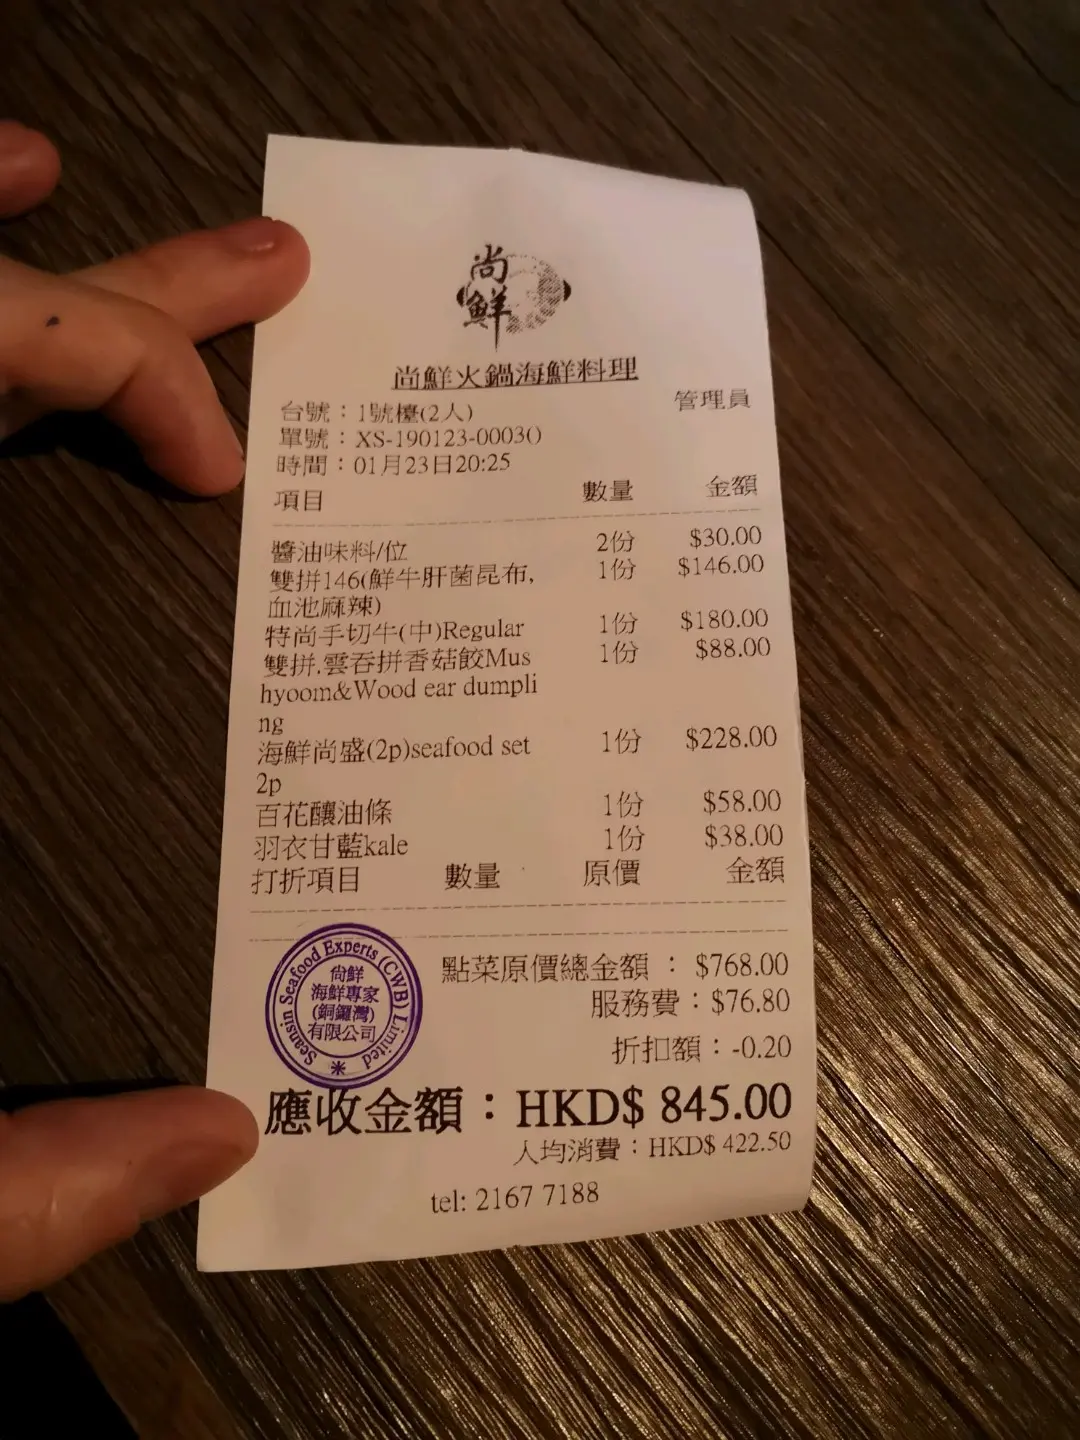 尚
鮮
尚鮮火鍋海鮮料理
台號：1號檯(2人) 管理員
單號：XS-190123-0003()
時間：01月23日20:25
項目 數量 金額
醬油味料/位 2份 $30.00
雙拼146(鮮牛肝菌昆布, 1份 $146.00
血池麻辣)
特尚手切牛(中)Regular 1份 $180.00
雙拼.雲吞拼香菇餃Mus 1份 $88.00
hyoom&Wood ear dumpli
ng
海鮮尚盛(2p)seafood set 1份 $228.00
2p
百花釀油條 1份 $58.00
羽衣甘藍kale 1份 $38.00
打折項目 數量 原價 金額
點菜原價總金額：$768.00
服務費：$76.80
折扣額：-0.20
應收金額：HKD$ 845.00
人均消費：HKD$ 422.50
tel: 2167 7188
Seansin Seafood Experts (CWB) Limited
尚鮮
海鮮專家
(銅鑼灣)
有限公司